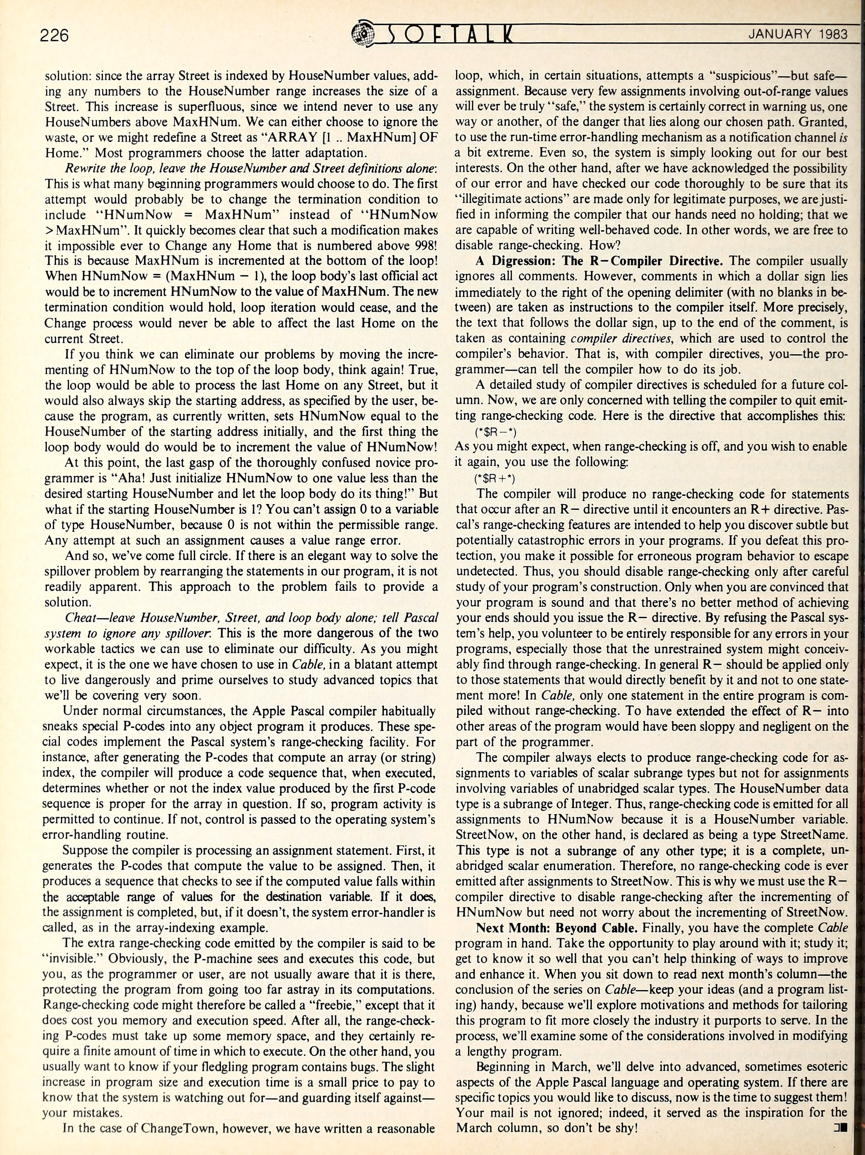 226
SOFTALK
JANUARY 1983
solution: since the array Street is indexed by HouseNumber values, add-
ing any numbers to the HouseNumber range increases the size of a
Street. This increase is superfluous, since we intend never to use any
HouseNumbers above MaxHNum. We can either choose to ignore the
waste, or we might redefine a Street as "ARRAY [1 .. MaxHNum] OF
Home." Most programmers choose the latter adaptation.
Rewrite the loop, leave the HouseNumber and Street definitions alone:
This is what many beginning programmers would choose to do. The first
attempt would probably be to change the termination condition to
include "HNumNow = MaxHNum" instead of "HNumNow
>MaxHNum". It quickly becomes clear that such a modification makes
it impossible ever to Change any Home that is numbered above 998!
This is because MaxHNum is incremented at the bottom of the loop!
When HNumNow = (MaxHNum − 1), the loop body's last official act
would be to increment HNumNow to the value of MaxHNum. The new
termination condition would hold, loop iteration would cease, and the
Change process would never be able to affect the last Home on the
current Street.
If you think we can eliminate our problems by moving the incre-
menting of HNumNow to the top of the loop body, think again! True,
the loop would be able to process the last Home on any Street, but it
would also always skip the starting address, as specified by the user, be-
cause the program, as currently written, sets HNumNow equal to the
HouseNumber of the starting address initially, and the first thing the
loop body would do would be to increment the value of HNumNow!
At this point, the last gasp of the thoroughly confused novice pro-
grammer is "Aha! Just initialize HNumNow to one value less than the
desired starting HouseNumber and let the loop body do its thing!" But
what if the starting HouseNumber is 1? You can't assign 0 to a variable
of type HouseNumber, because 0 is not within the permissible range.
Any attempt at such an assignment causes a value range error.
And so, we've come full circle. If there is an elegant way to solve the
spillover problem by rearranging the statements in our program, it is not
readily apparent. This approach to the problem fails to provide a
solution.
Cheat—leave HouseNumber, Street, and loop body alone; tell Pascal
system to ignore any spillover. This is the more dangerous of the two
workable tactics we can use to eliminate our difficulty. As you might
expect, it is the one we have chosen to use in Cable, in a blatant attempt
to live dangerously and prime ourselves to study advanced topics that
we'll be covering very soon.
Under normal circumstances, the Apple Pascal compiler habitually
sneaks special P-codes into any object program it produces. These spe-
cial codes implement the Pascal system's range-checking facility. For
instance, after generating the P-codes that compute an array (or string)
index, the compiler will produce a code sequence that, when executed,
determines whether or not the index value produced by the first P-code
sequence is proper for the array in question. If so, program activity is
permitted to continue. If not, control is passed to the operating system's
error-handling routine.
Suppose the compiler is processing an assignment statement. First, it
generates the P-codes that compute the value to be assigned. Then, it
produces a sequence that checks to see if the computed value falls within
the acceptable range of values for the destination variable. If it does,
the assignment is completed, but, if it doesn't, the system error-handler is
called, as in the array-indexing example.
The extra range-checking code emitted by the compiler is said to be
"invisible." Obviously, the P-machine sees and executes this code, but
you, as the programmer or user, are not usually aware that it is there,
protecting the program from going too far astray in its computations.
Range-checking code might therefore be called a "freebie," except that it
does cost you memory and execution speed. After all, the range-check-
ing P-codes must take up some memory space, and they certainly re-
quire a finite amount of time in which to execute. On the other hand, you
usually want to know if your fledgling program contains bugs. The slight
increase in program size and execution time is a small price to pay to
know that the system is watching out for—and guarding itself against—
your mistakes.
In the case of ChangeTown, however, we have written a reasonable
loop, which, in certain situations, attempts a "suspicious"—but safe—
assignment. Because very few assignments involving out-of-range values
will ever be truly "safe," the system is certainly correct in warning us, one
way or another, of the danger that lies along our chosen path. Granted,
to use the run-time error-handling mechanism as a notification channel is
a bit extreme. Even so, the system is simply looking out for our best
interests. On the other hand, after we have acknowledged the possibility
of our error and have checked our code thoroughly to be sure that its
"illegitimate actions" are made only for legitimate purposes, we are justi-
fied in informing the compiler that our hands need no holding; that we
are capable of writing well-behaved code. In other words, we are free to
disable range-checking. How?
A Digression: The R−Compiler Directive. The compiler usually
ignores all comments. However, comments in which a dollar sign lies
immediately to the right of the opening delimiter (with no blanks in be-
tween) are taken as instructions to the compiler itself. More precisely,
the text that follows the dollar sign, up to the end of the comment, is
taken as containing compiler directives, which are used to control the
compiler's behavior. That is, with compiler directives, you—the pro-
grammer—can tell the compiler how to do its job.
A detailed study of compiler directives is scheduled for a future col-
umn. Now, we are only concerned with telling the compiler to quit emit-
ting range-checking code. Here is the directive that accomplishes this:
(*$R−*)
As you might expect, when range-checking is off, and you wish to enable
it again, you use the following:
(*$R+*)
The compiler will produce no range-checking code for statements
that occur after an R− directive until it encounters an R+ directive. Pas-
cal's range-checking features are intended to help you discover subtle but
potentially catastrophic errors in your programs. If you defeat this pro-
tection, you make it possible for erroneous program behavior to escape
undetected. Thus, you should disable range-checking only after careful
study of your program's construction. Only when you are convinced that
your program is sound and that there's no better method of achieving
your ends should you issue the R− directive. By refusing the Pascal sys-
tem's help, you volunteer to be entirely responsible for any errors in your
programs, especially those that the unrestrained system might conceiv-
ably find through range-checking. In general R− should be applied only
to those statements that would directly benefit by it and not to one state-
ment more! In Cable, only one statement in the entire program is com-
piled without range-checking. To have extended the effect of R− into
other areas of the program would have been sloppy and negligent on the
part of the programmer.
The compiler always elects to produce range-checking code for as-
signments to variables of scalar subrange types but not for assignments
involving variables of unabridged scalar types. The HouseNumber data
type is a subrange of Integer. Thus, range-checking code is emitted for all
assignments to HNumNow because it is a HouseNumber variable.
StreetNow, on the other hand, is declared as being a type StreetName.
This type is not a subrange of any other type; it is a complete, un-
abridged scalar enumeration. Therefore, no range-checking code is ever
emitted after assignments to StreetNow. This is why we must use the R−
compiler directive to disable range-checking after the incrementing of
HNumNow but need not worry about the incrementing of StreetNow.
Next Month: Beyond Cable. Finally, you have the complete Cable
program in hand. Take the opportunity to play around with it; study it;
get to know it so well that you can't help thinking of ways to improve
and enhance it. When you sit down to read next month's column—the
conclusion of the series on Cable—keep your ideas (and a program list-
ing) handy, because we'll explore motivations and methods for tailoring
this program to fit more closely the industry it purports to serve. In the
process, we'll examine some of the considerations involved in modifying
a lengthy program.
Beginning in March, we'll delve into advanced, sometimes esoteric
aspects of the Apple Pascal language and operating system. If there are
specific topics you would like to discuss, now is the time to suggest them!
Your mail is not ignored; indeed, it served as the inspiration for the
March column, so don't be shy!